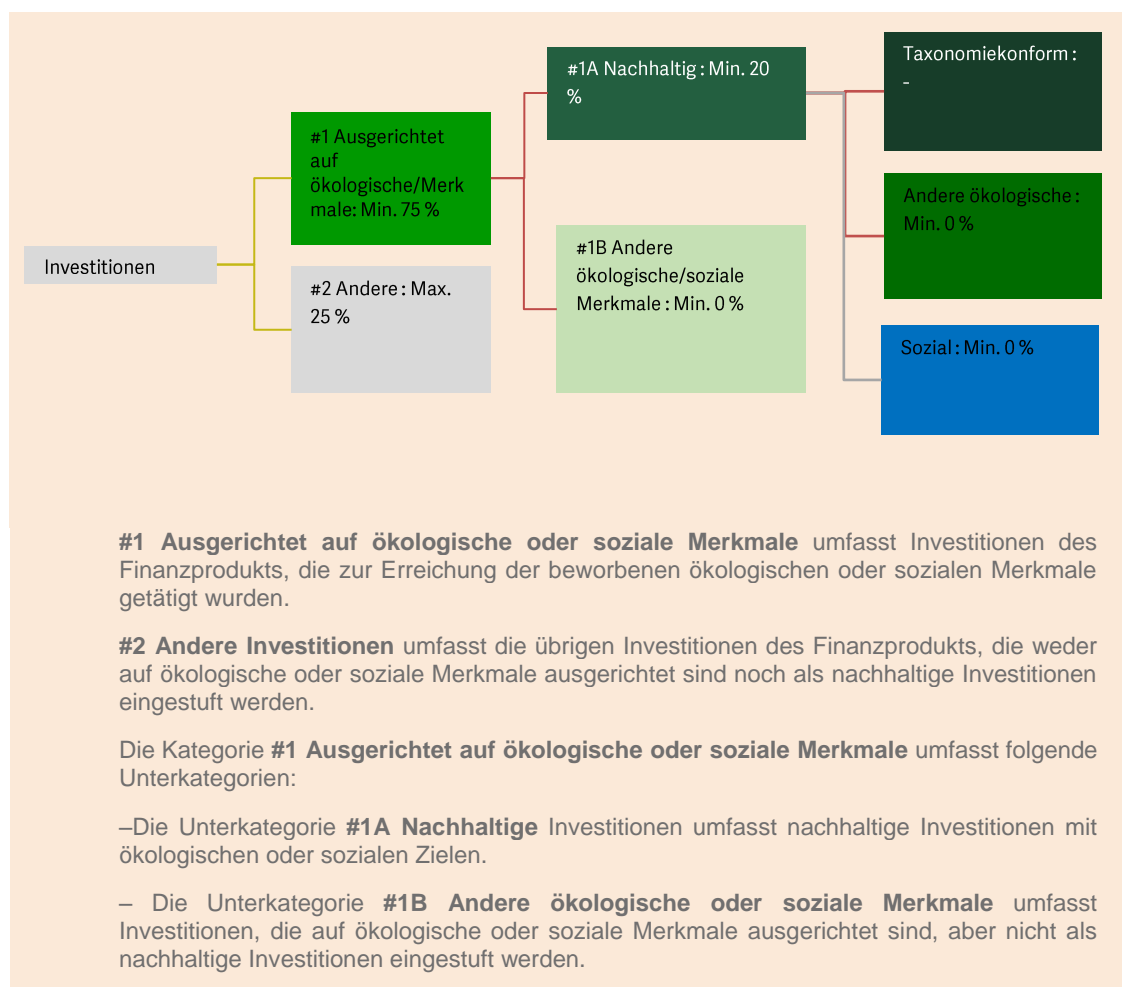 Investitionen
#1 Ausgerichtet
auf
ökologische/Merk
male: Min. 75 %
#2 Andere : Max.
25 %
#1A Nachhaltig : Min. 20
%
#1B Andere
ökologische/soziale
Merkmale : Min. 0 %
Taxonomiekonform :
-
Andere ökologische :
Min. 0 %
Sozial : Min. 0 %
#1 Ausgerichtet auf ökologische oder soziale Merkmale umfasst Investitionen des
Finanzprodukts, die zur Erreichung der beworbenen ökologischen oder sozialen Merkmale
getätigt wurden.
#2 Andere Investitionen umfasst die übrigen Investitionen des Finanzprodukts, die weder
auf ökologische oder soziale Merkmale ausgerichtet sind noch als nachhaltige Investitionen
eingestuft werden.
Die Kategorie #1 Ausgerichtet auf ökologische oder soziale Merkmale umfasst folgende
Unterkategorien:
–Die Unterkategorie #1A Nachhaltige Investitionen umfasst nachhaltige Investitionen mit
ökologischen oder sozialen Zielen.
– Die Unterkategorie #1B Andere ökologische oder soziale Merkmale umfasst
Investitionen, die auf ökologische oder soziale Merkmale ausgerichtet sind, aber nicht als
nachhaltige Investitionen eingestuft werden.